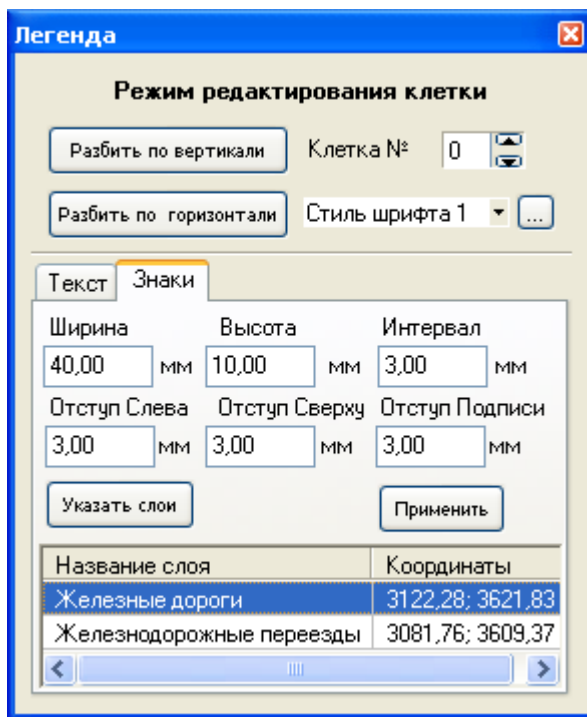 Легенда
Режим редактирования клетки
Разбить по вертикали Клетка № 0
Разбить по горизонтали Стиль шрифта 1 ...
Текст Знаки
Ширина Высота Интервал
40,00 мм 10,00 мм 3,00 мм
Отступ Слева Отступ Сверху Отступ Подписи
3,00 мм 3,00 мм 3,00 мм
Указать слои Применить
Название слоя Координаты
Железные дороги 3122,28; 3621,83
Железнодорожные переезды 3081,76; 3609,37